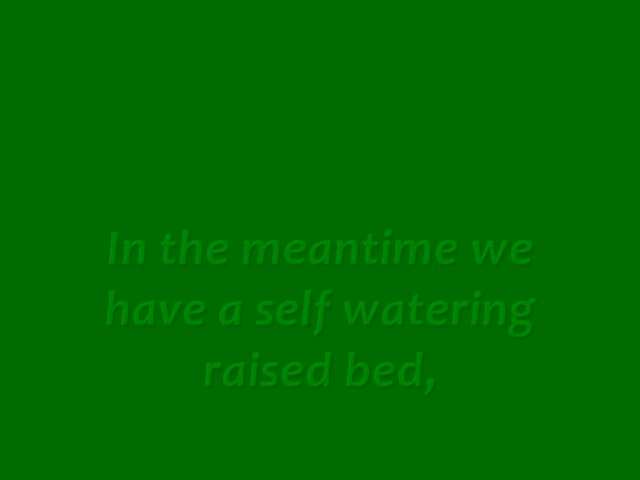 In the meantime we
have a self watering
raised bed,